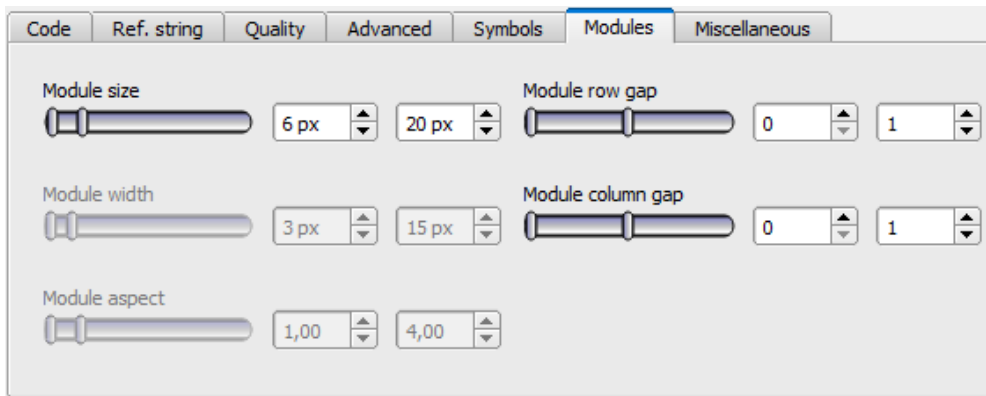 Code Ref. string Quality Advanced Symbols Modules Miscellaneous
Module size
6 px 20 px
Module row gap
0 1
Module width
3 px 15 px
Module column gap
0 1
Module aspect
1,00 4,00